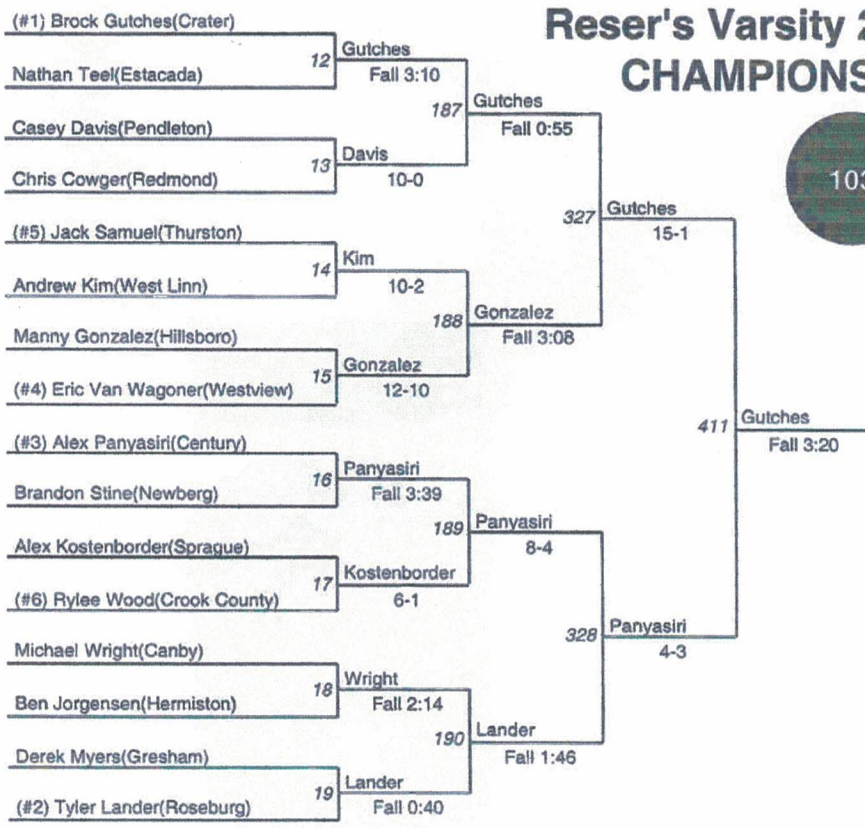 Reser's Varsity 2
CHAMPIONS
103
(#1) Brock Gutches(Crater)
12 Gutches
Fall 3:10
Nathan Teel(Estacada)
187 Gutches
Fall 0:55
Casey Davis(Pendleton)
13 Davis
10-0
Chris Cowger(Redmond)
327 Gutches
15-1
(#5) Jack Samuel(Thurston)
14 Kim
10-2
Andrew Kim(West Linn)
188 Gonzalez
Fall 3:08
Manny Gonzalez(Hillsboro)
15 Gonzalez
12-10
(#4) Eric Van Wagoner(Westview)
411 Gutches
Fall 3:20
(#3) Alex Panyasiri(Century)
16 Panyasiri
Fall 3:39
Brandon Stine(Newberg)
189 Panyasiri
8-4
Alex Kostenborder(Sprague)
17 Kostenborder
6-1
(#6) Rylee Wood(Crook County)
328 Panyasiri
4-3
Michael Wright(Canby)
18 Wright
Fall 2:14
Ben Jorgensen(Hermiston)
190 Lander
Fall 1:46
Derek Myers(Gresham)
19 Lander
Fall 0:40
(#2) Tyler Lander(Roseburg)